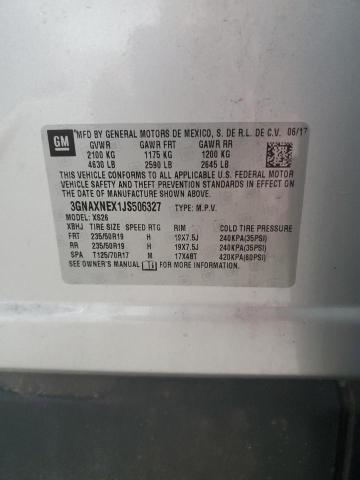 GM MFD BY GENERAL MOTORS DE MEXICO, S. DE R.L. DE C.V. 06/17
GVWR GAWR FRT GAWR RR
2100 KG 1175 KG 1200 KG
4630 LB 2590 LB 2645 LB
THIS VEHICLE CONFORMS TO ALL APPLICABLE U.S. FEDERAL MOTOR
VEHICLE SAFETY AND THEFT PREVENTION STANDARDS IN EFFECT ON
THE DATE OF MANUFACTURE SHOWN ABOVE.
3GNAXNEX1JS506327 TYPE: M.P.V.
MODEL: XS26
XBHJ TIRE SIZE SPEED RTG RIM COLD TIRE PRESSURE
FRT 235/50R19 H 19X7.5J 240KPA(35PSI)
RR 235/50R19 H 19X7.5J 240KPA(35PSI)
SPA T125/70R17 M 17X4BT 420KPA(60PSI)
SEE OWNER'S MANUAL FOR MORE INFORMATION.